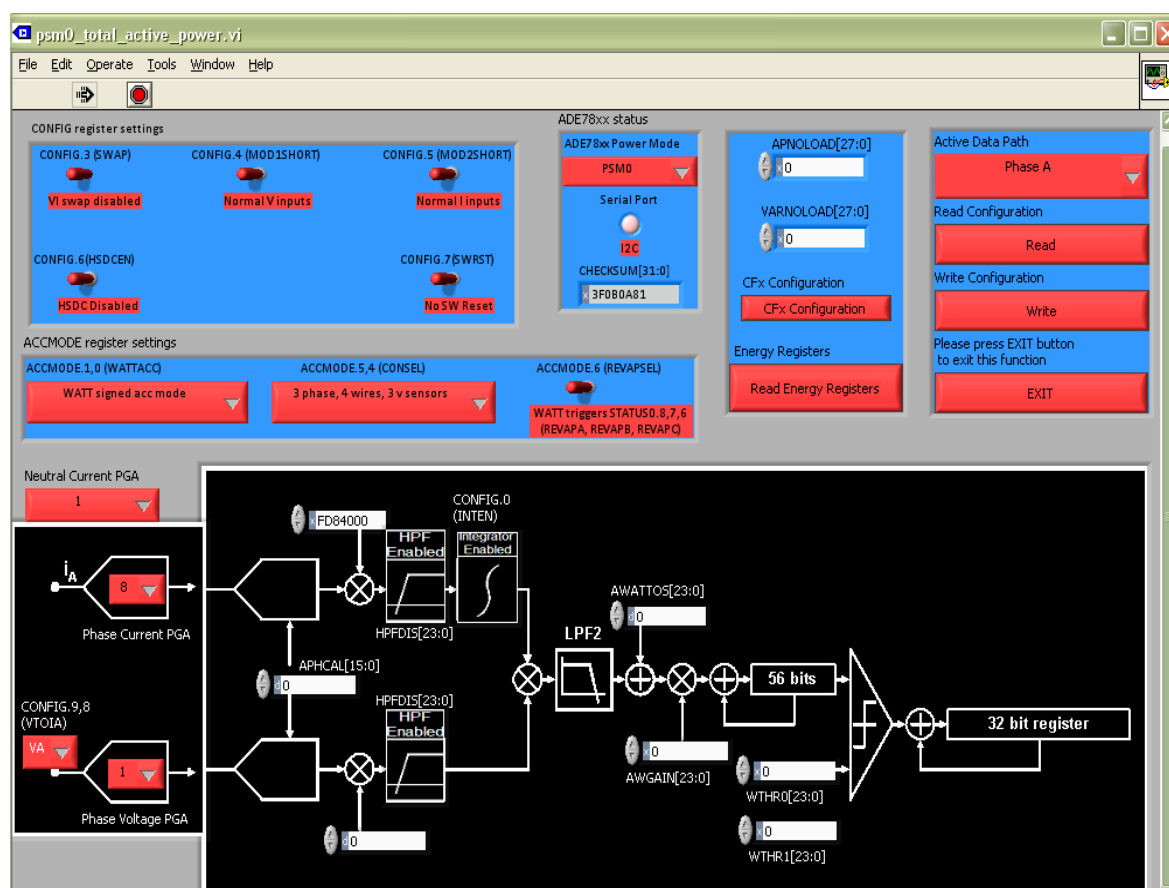 psm0_total_active_power.vi
File Edit Operate Tools Window Help
CONFIG register settings
CONFIG.3 (SWAP)
VI swap disabled
CONFIG.4 (MOD1SHORT)
Normal V inputs
CONFIG.5 (MOD2SHORT)
Normal I inputs
CONFIG.6(HSDCEN)
HSDC Disabled
CONFIG.7(SWRST)
No SW Reset
ADE78xx status
ADE78xx Power Mode
PSM0
Serial Port
I2C
CHECKSUM[31:0]
x 3F0B0A81
APNOLOAD[27:0]
x 0
VARNOLOAD[27:0]
x 0
CFx Configuration
CFx Configuration
Energy Registers
Read Energy Registers
Active Data Path
Phase A
Read Configuration
Read
Write Configuration
Write
Please press EXIT button
to exit this function
EXIT
ACCMODE register settings
ACCMODE.1,0 (WATTACC)
WATT signed acc mode
ACCMODE.5,4 (CONSEL)
3 phase, 4 wires, 3 v sensors
ACCMODE.6 (REVAPSEL)
WATT triggers STATUS0.8,7,6
(REVAPA, REVAPB, REVAPC)
Neutral Current PGA
1
iA
8
Phase Current PGA
CONFIG.9,8
(VTOIA)
VA
1
Phase Voltage PGA
x FD84000
HPF
Enabled
HPFDIS[23:0]
CONFIG.0
(INTEN)
Integrator
Enabled
APHCAL[15:0]
d 0
HPFDIS[23:0]
HPF
Enabled
d 0
LPF2
AWATTOS[23:0]
d 0
x 0
AWGAIN[23:0]
56 bits
x 0
WTHR0[23:0]
x 0
WTHR1[23:0]
32 bit register